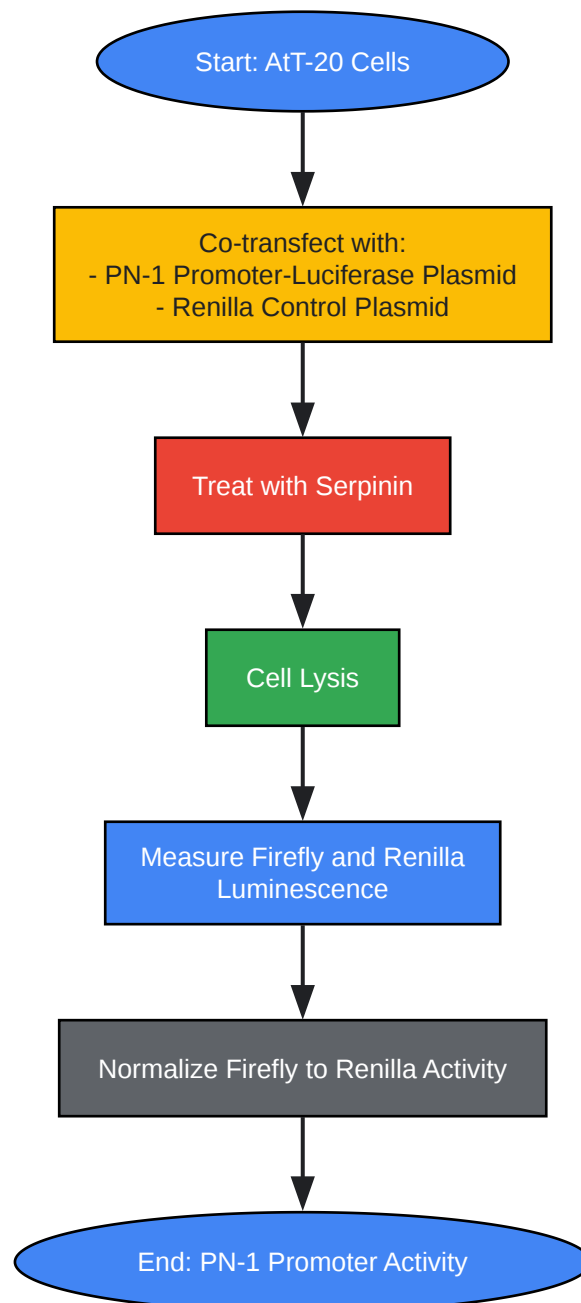 Start: AtT-20 Cells
Co-transfect with:
- PN-1 Promoter-Luciferase Plasmid
- Renilla Control Plasmid
Treat with Serpinin
Cell Lysis
Measure Firefly and Renilla
Luminescence
Normalize Firefly to Renilla Activity
End: PN-1 Promoter Activity